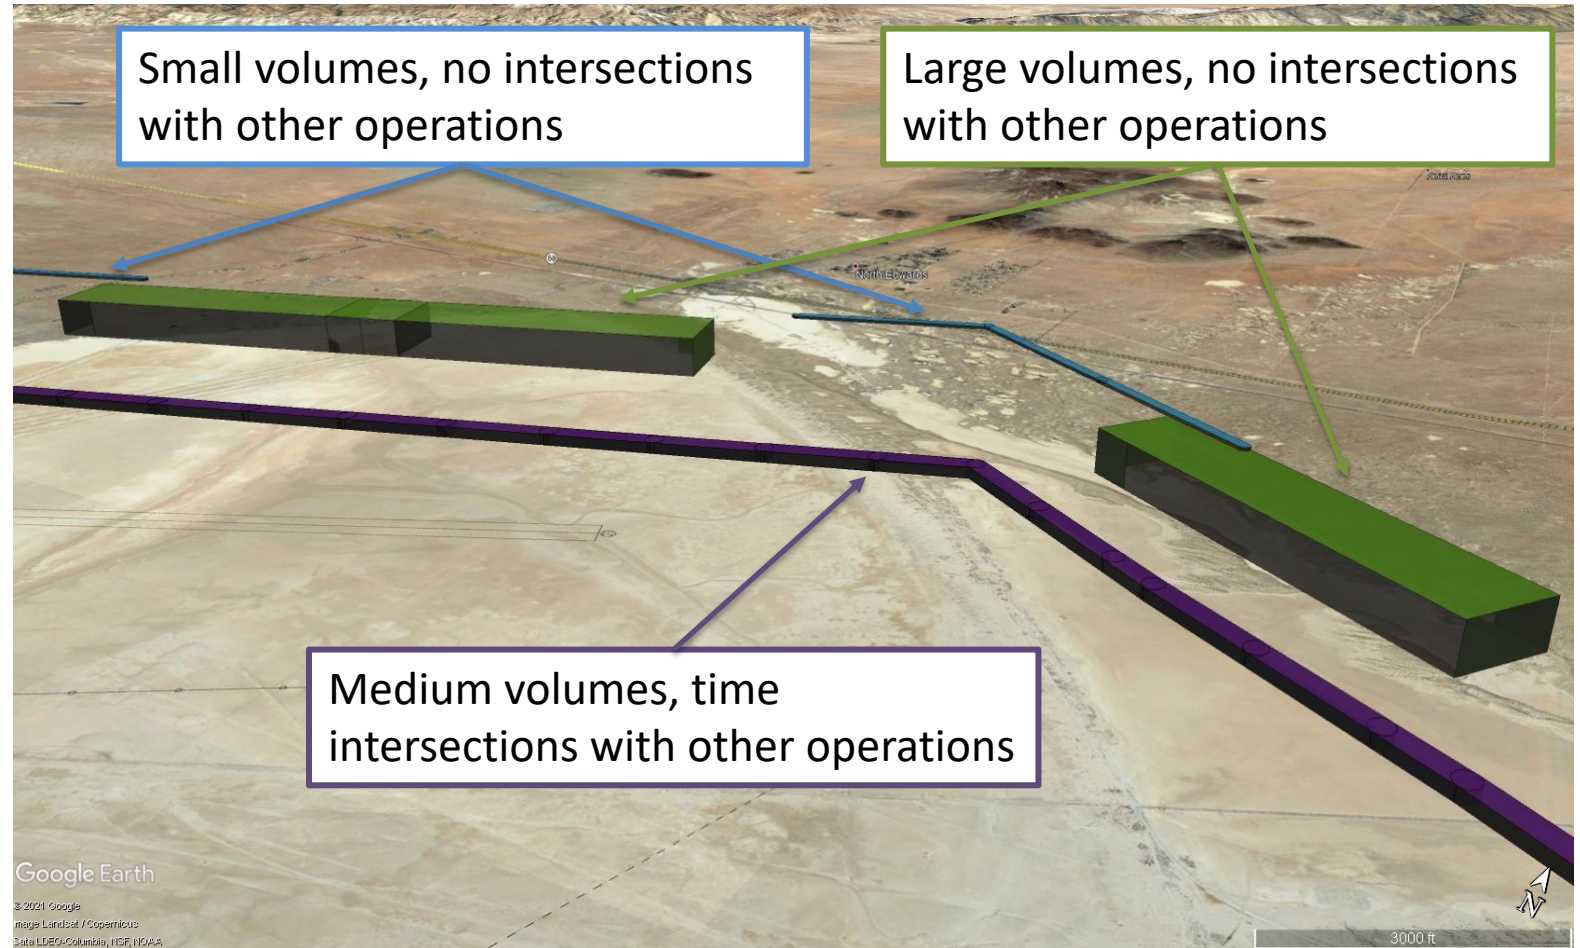 Small volumes, no intersections
with other operations
Large volumes, no intersections
with other operations
58
North Edwards
Medium volumes, time
intersections with other operations
Google Earth
© 2021 Google
Image Landsat / Copernicus
Data LDEO-Columbia, NSF, NOAA
N
3000 ft